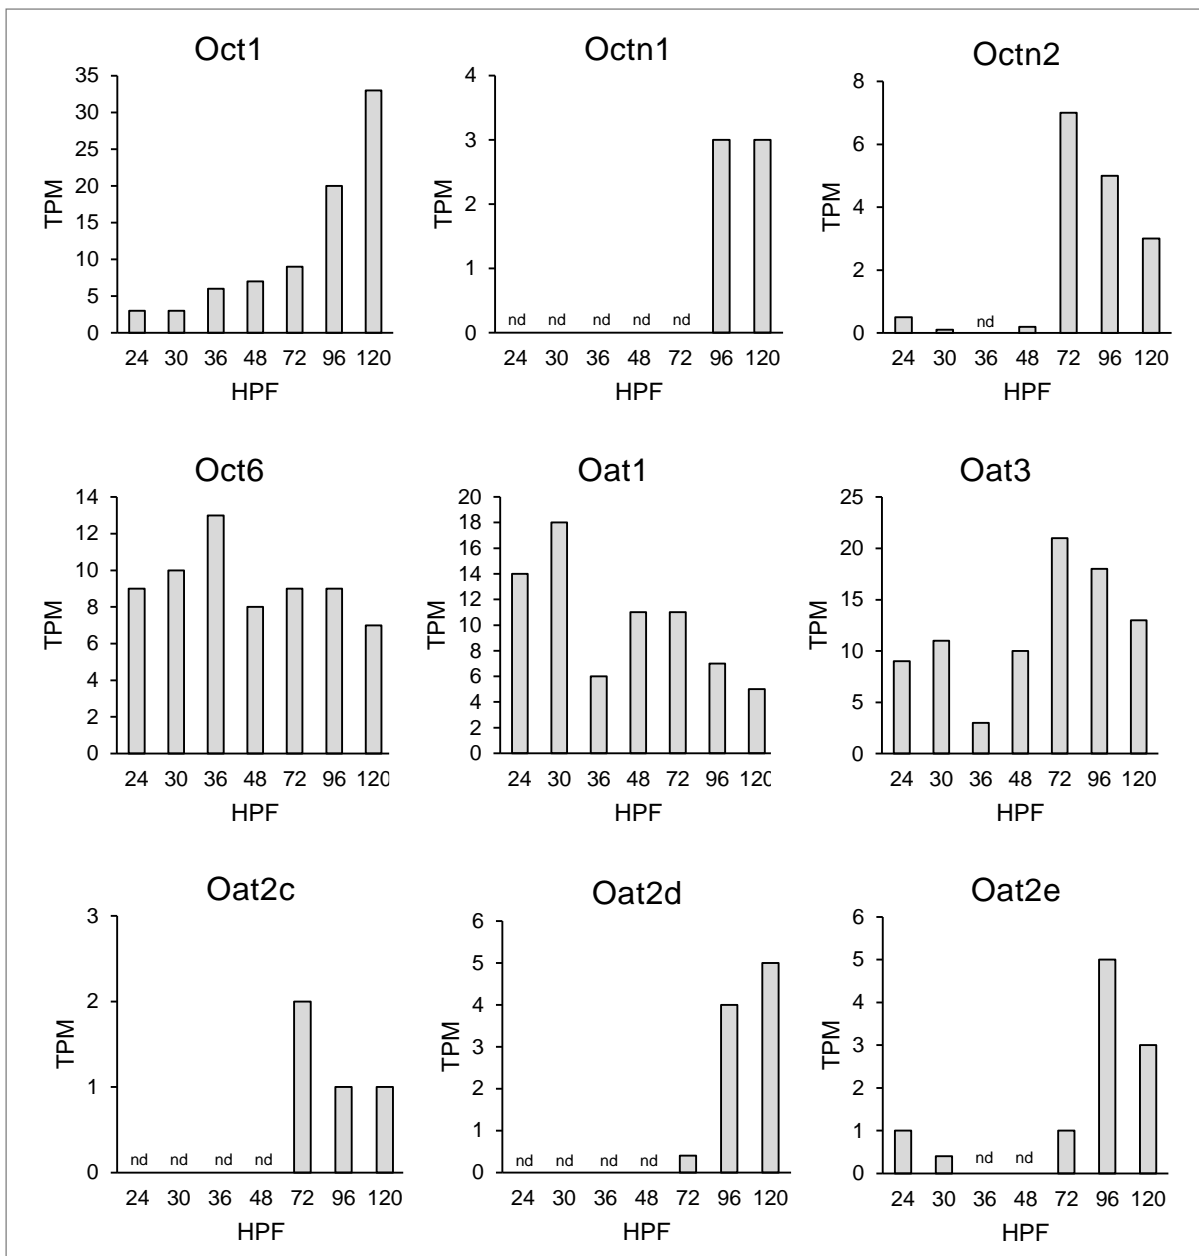 Oct1
35
30
25
20
15
10
5
0
TPM
24 30 36 48 72 96 120
HPF
Octn1
4
3
2
1
0
TPM
nd nd nd nd nd
24 30 36 48 72 96 120
HPF
Octn2
8
6
4
2
0
TPM
nd
24 30 36 48 72 96 120
HPF
Oct6
14
12
10
8
6
4
2
0
TPM
24 30 36 48 72 96 120
HPF
Oat1
20
18
16
14
12
10
8
6
4
2
0
TPM
24 30 36 48 72 96 120
HPF
Oat3
25
20
15
10
5
0
TPM
24 30 36 48 72 96 120
HPF
Oat2c
3
2
1
0
TPM
nd nd nd nd
24 30 36 48 72 96 120
HPF
Oat2d
6
5
4
3
2
1
0
TPM
nd nd nd nd
24 30 36 48 72 96 120
HPF
Oat2e
6
5
4
3
2
1
0
TPM
nd nd
24 30 36 48 72 96 120
HPF